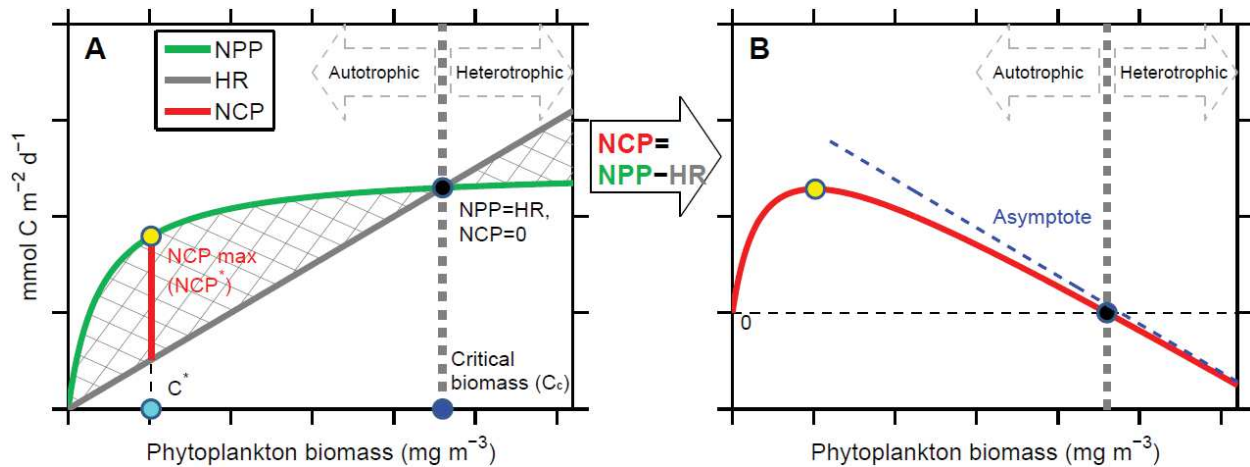 A
NPP
HR
NCP
Autotrophic
Heterotrophic
NCP max
(NCP*)
NPP=HR,
NCP=0
C*
Critical
biomass (Cc)
mmol C m−2 d−1
Phytoplankton biomass (mg m−3)
NCP=
NPP−HR
B
Autotrophic
Heterotrophic
Asymptote
0
Phytoplankton biomass (mg m−3)